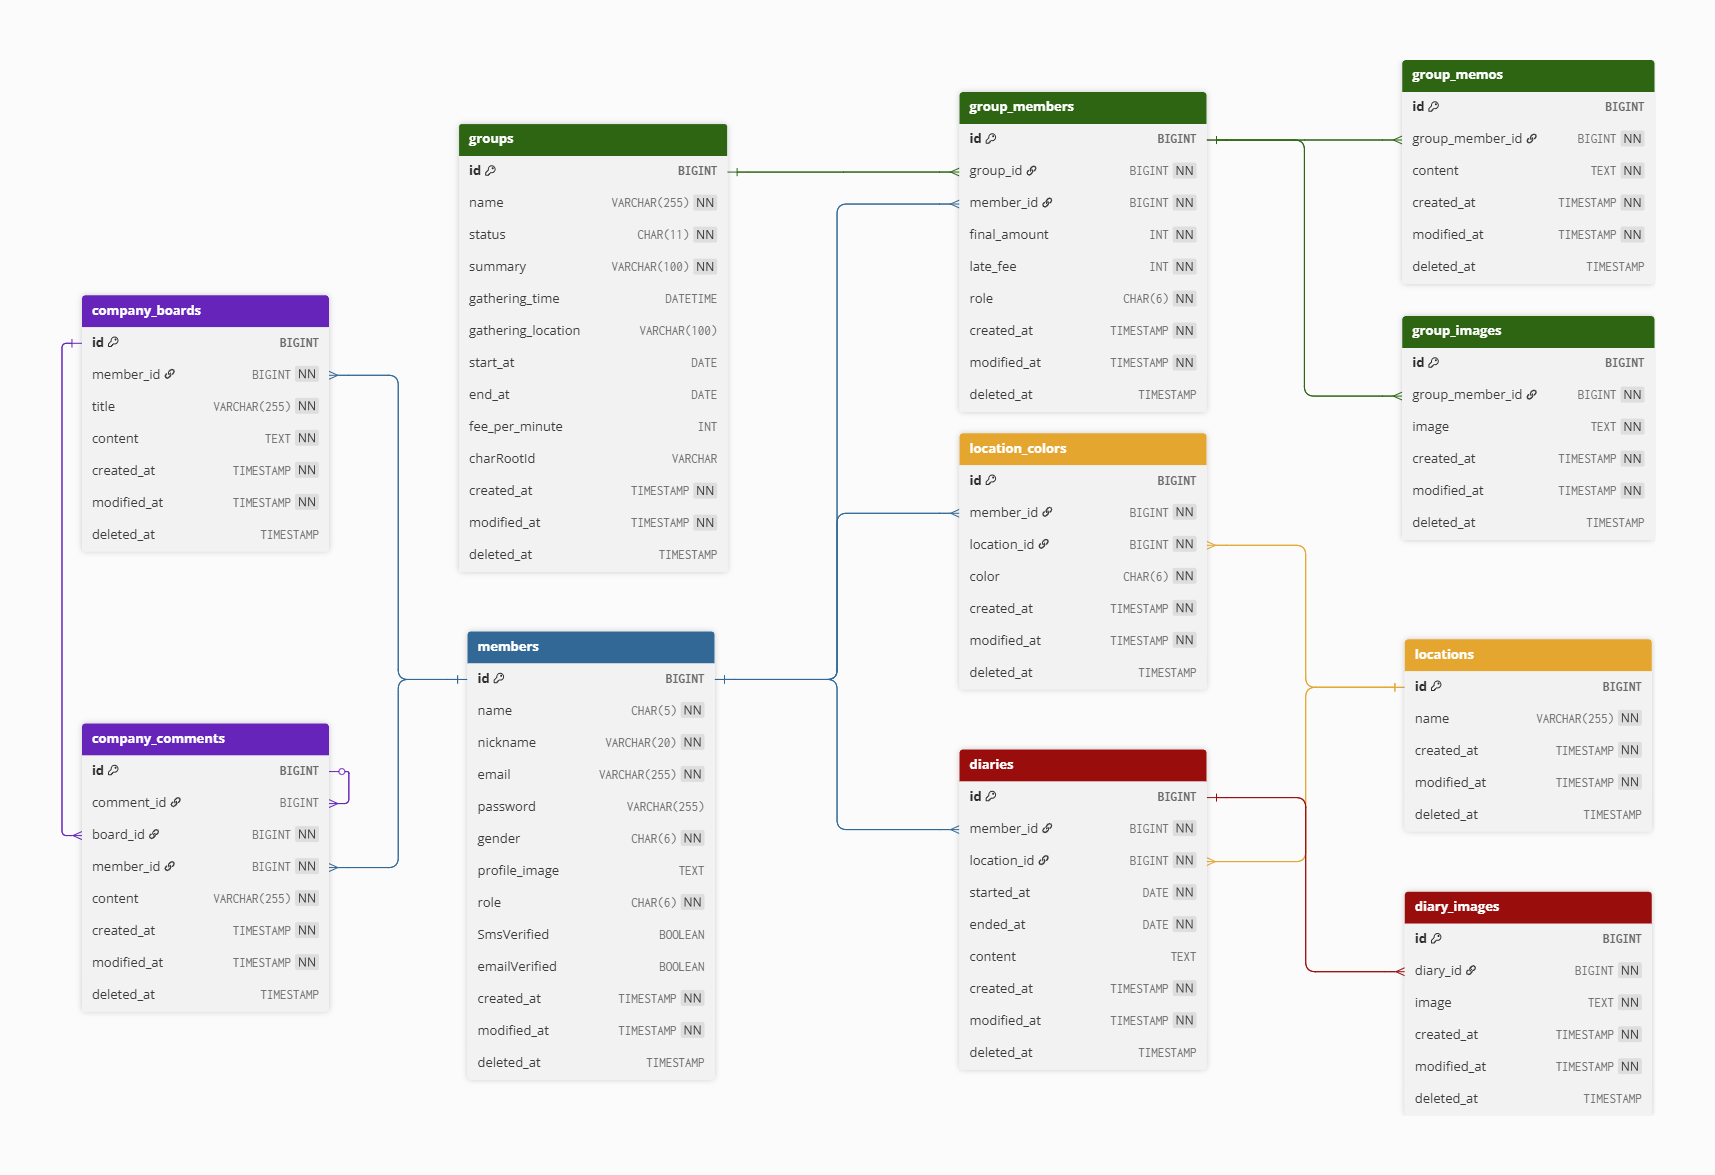 company_boards
id BIGINT
member_id BIGINT NN
title VARCHAR(255) NN
content TEXT NN
created_at TIMESTAMP NN
modified_at TIMESTAMP NN
deleted_at TIMESTAMP
company_comments
id BIGINT
comment_id BIGINT
board_id BIGINT NN
member_id BIGINT NN
content VARCHAR(255) NN
created_at TIMESTAMP NN
modified_at TIMESTAMP NN
deleted_at TIMESTAMP
groups
id BIGINT
name VARCHAR(255) NN
status CHAR(11) NN
summary VARCHAR(100) NN
gathering_time DATETIME
gathering_location VARCHAR(100)
start_at DATE
end_at DATE
fee_per_minute INT
charRootId VARCHAR
created_at TIMESTAMP NN
modified_at TIMESTAMP NN
deleted_at TIMESTAMP
members
id BIGINT
name CHAR(5) NN
nickname VARCHAR(20) NN
email VARCHAR(255) NN
password VARCHAR(255)
gender CHAR(6) NN
profile_image TEXT
role CHAR(6) NN
SmsVerified BOOLEAN
emailVerified BOOLEAN
created_at TIMESTAMP NN
modified_at TIMESTAMP NN
deleted_at TIMESTAMP
group_members
id BIGINT
group_id BIGINT NN
member_id BIGINT NN
final_amount INT NN
late_fee INT NN
role CHAR(6) NN
created_at TIMESTAMP NN
modified_at TIMESTAMP NN
deleted_at TIMESTAMP
location_colors
id BIGINT
member_id BIGINT NN
location_id BIGINT NN
color CHAR(6) NN
created_at TIMESTAMP NN
modified_at TIMESTAMP NN
deleted_at TIMESTAMP
diaries
id BIGINT
member_id BIGINT NN
location_id BIGINT NN
started_at DATE NN
ended_at DATE NN
content TEXT
created_at TIMESTAMP NN
modified_at TIMESTAMP NN
deleted_at TIMESTAMP
group_memos
id BIGINT
group_member_id BIGINT NN
content TEXT NN
created_at TIMESTAMP NN
modified_at TIMESTAMP NN
deleted_at TIMESTAMP
group_images
id BIGINT
group_member_id BIGINT NN
image TEXT NN
created_at TIMESTAMP NN
modified_at TIMESTAMP NN
deleted_at TIMESTAMP
locations
id BIGINT
name VARCHAR(255) NN
created_at TIMESTAMP NN
modified_at TIMESTAMP NN
deleted_at TIMESTAMP
diary_images
id BIGINT
diary_id BIGINT NN
image TEXT NN
created_at TIMESTAMP NN
modified_at TIMESTAMP NN
deleted_at TIMESTAMP